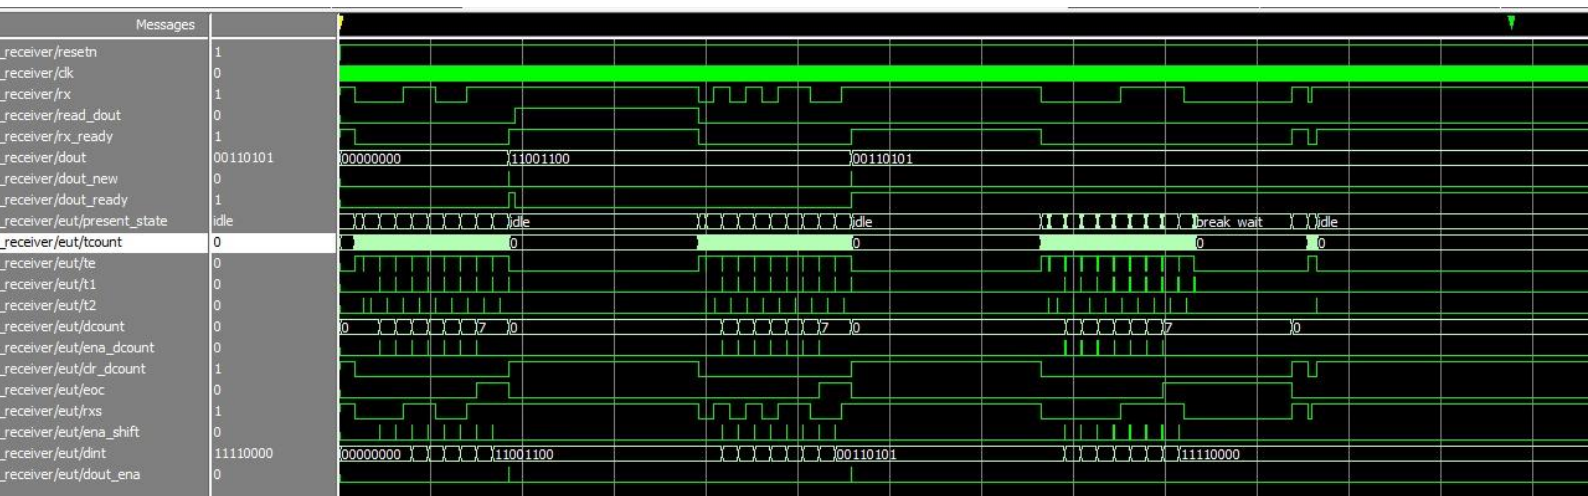 Messages
_receiver/resetn 1
_receiver/clk 0
_receiver/rx 1
_receiver/read_dout 0
_receiver/rx_ready 1
_receiver/dout 00110101 00000000 11001100 00110101
_receiver/dout_new 0
_receiver/dout_ready 1
_receiver/eut/present_state idle idle idle break_wait idle
_receiver/eut/tcount 0 0 0 0 0
_receiver/eut/te 0
_receiver/eut/t1 0
_receiver/eut/t2 0
_receiver/eut/dcount 0 0 7 0 7 0 7 0
_receiver/eut/ena_dcount 0
_receiver/eut/clr_dcount 1
_receiver/eut/eoc 0
_receiver/eut/rxs 1
_receiver/eut/ena_shift 0
_receiver/eut/dint 11110000 00000000 11001100 00110101 11110000
_receiver/eut/dout_ena 0